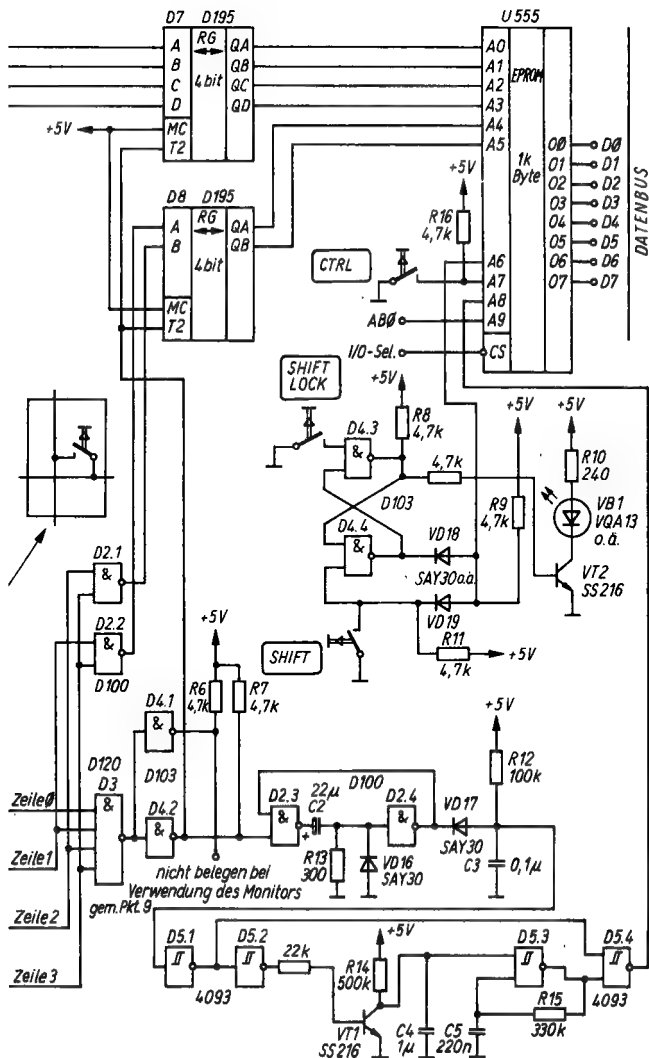 D7 D195
U 555
A RG QA
B QB
C 4bit QC
D QD
+5V MC
T2
D8 D195
A RG QA
B QB
4bit
MC
T2
A0
A1
A2
A3
A4
A5
EPROM
1k
Byte
A6
A7
A8
A9
CS
O0 D0
O1 D1
O2 D2
O3 D3
O4 D4
O5 D5
O6 D6
O7 D7
DATENBUS
+5V
R16
4,7k
CTRL
AB0
I/O-Sel.
SHIFT
LOCK
+5V
R8
4,7k
D4.3
&
4,7k
D103
D4.4
&
VD18
SAY30o.ä.
VD19
R9
4,7k
+5V
+5V
R10
240
VB1
VQA13
o.ä.
VT2
SS216
SHIFT
R11
4,7k
+5V
D2.1
&
D2.2
&
D100
+5V
R6
4,7k
R7
4,7k
D4.1
&
D120
D3
&
D103
D4.2
&
Zeile0
Zeile1
Zeile2
Zeile3
nicht belegen bei
Verwendung des Monitors
gem. Pkt. 9
D2.3
&
22µ
C2
+
D100
D2.4
&
R13
300
VD16
SAY30
VD17
SAY30
+5V
R12
100k
C3
0,1µ
D5.1
D5.2
4093
22k
+5V
R14
500k
VT1
SS216
C4
1µ
C5
220n
D5.3
R15
330k
D5.4
4093